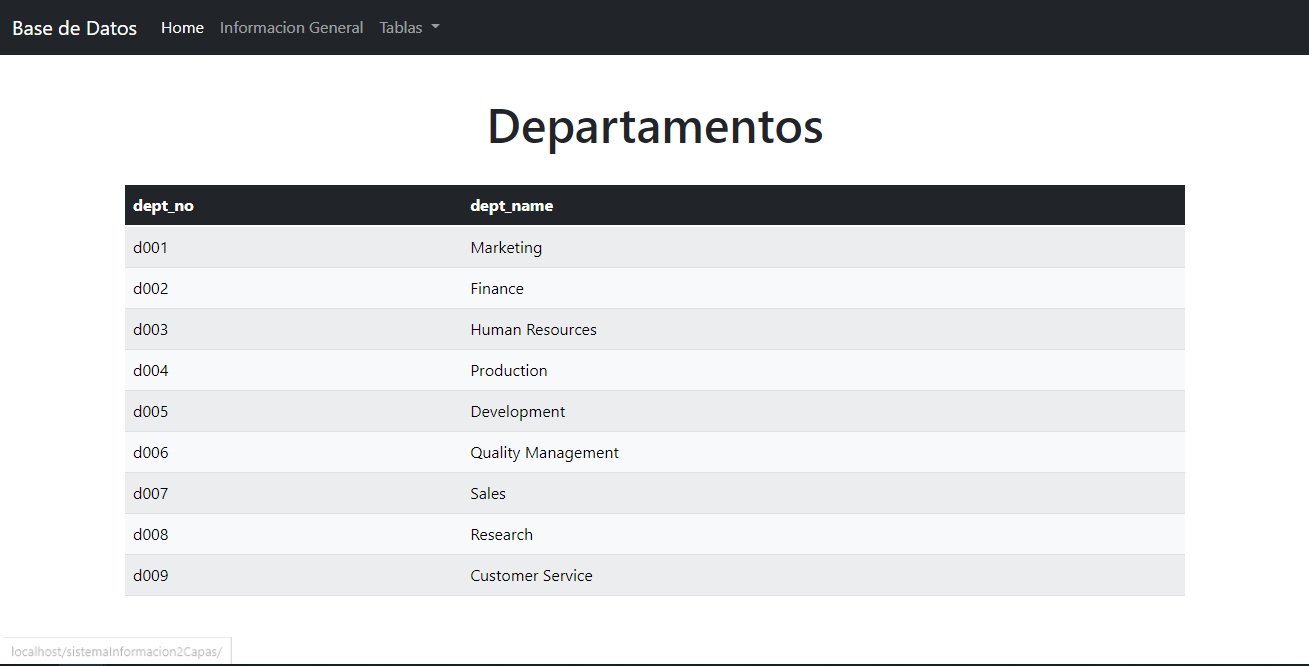 Base de Datos Home Informacion General Tablas
Departamentos
dept_no dept_name
d001 Marketing
d002 Finance
d003 Human Resources
d004 Production
d005 Development
d006 Quality Management
d007 Sales
d008 Research
d009 Customer Service
localhost/sistemaInformacion2Capas/